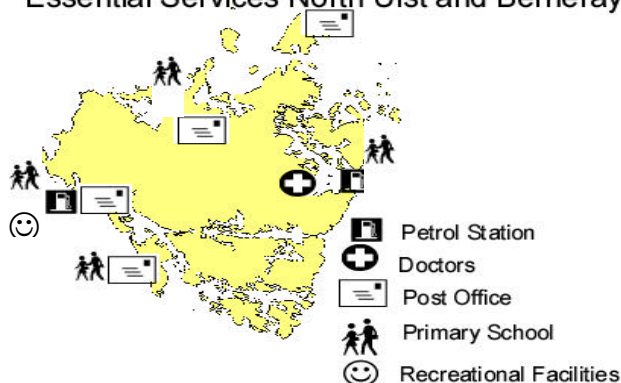 Essential Services North Uist and Berneray
Petrol Station
Doctors
Post Office
Primary School
Recreational Facilities